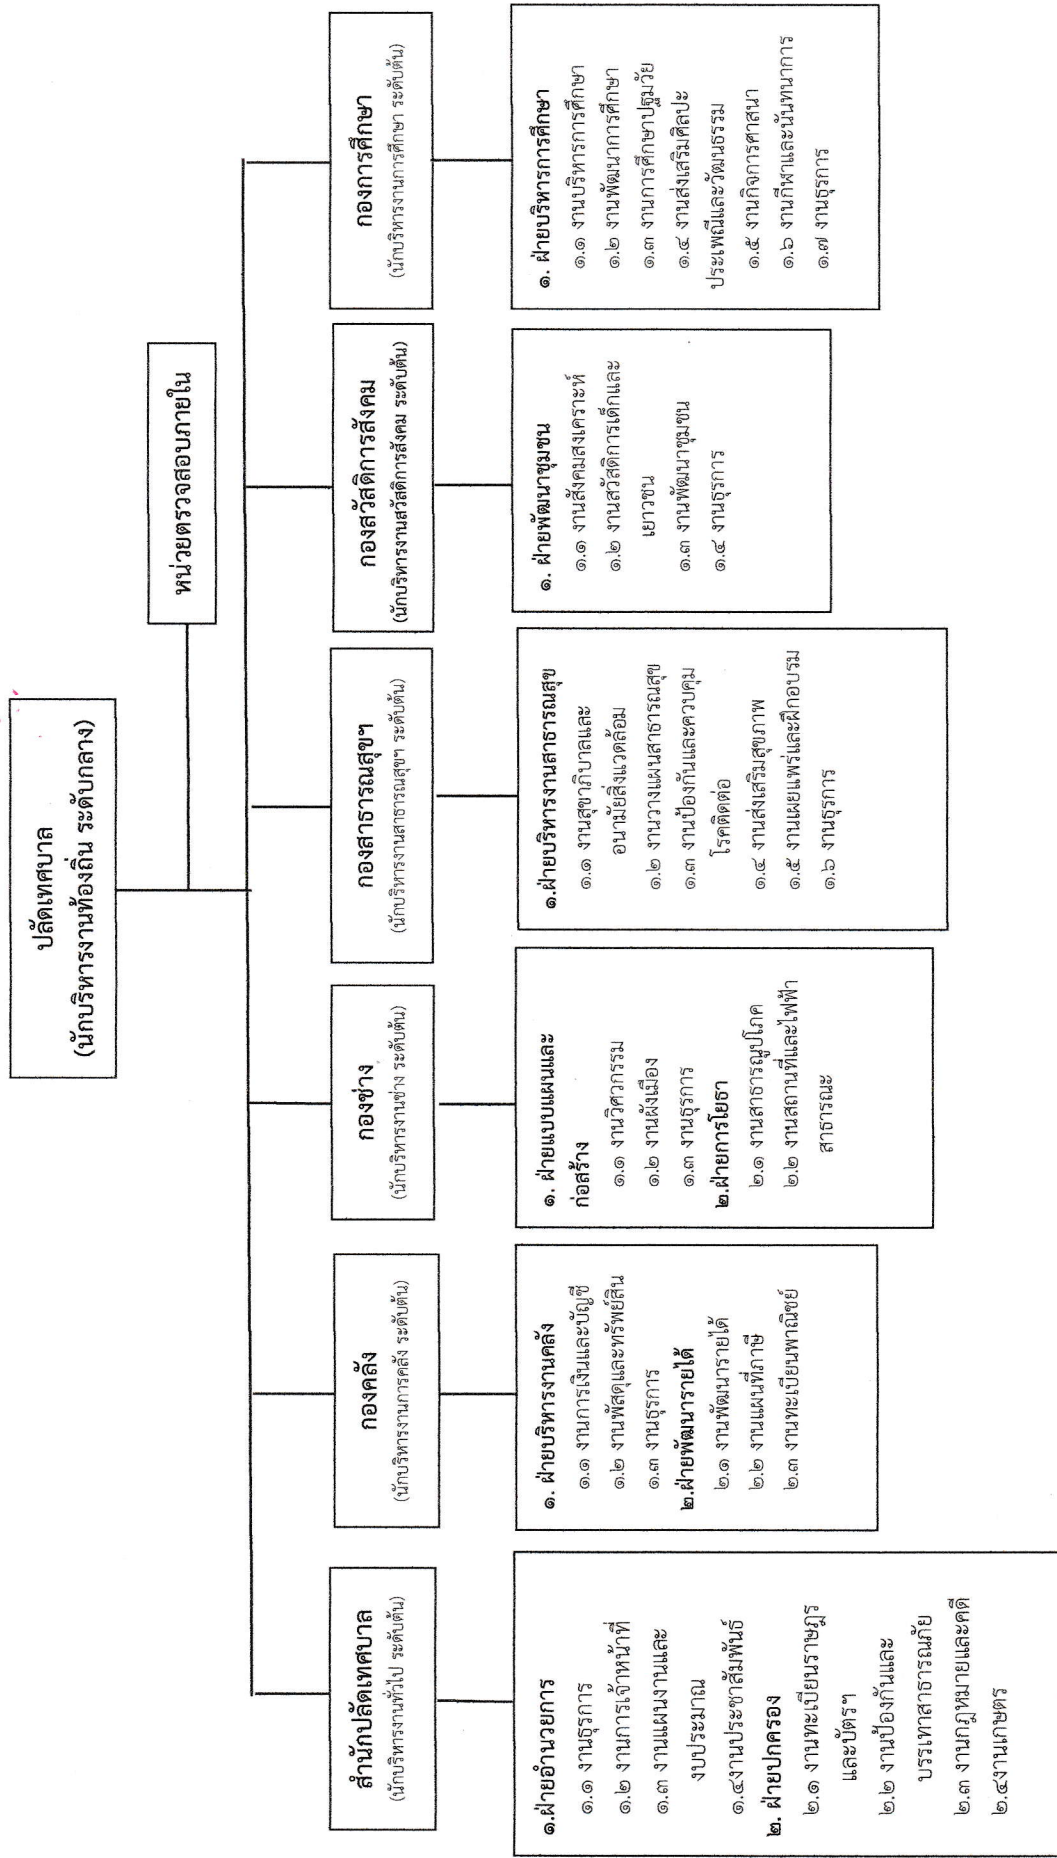 ปลัดเทศบาล
(นักบริหารงานท้องถิ่น ระดับกลาง)
หน่วยตรวจสอบภายใน
สำนักปลัดเทศบาล
(นักบริหารงานทั่วไป ระดับต้น)
กองคลัง
(นักบริหารงานการคลัง ระดับต้น)
กองช่าง
(นักบริหารงานช่าง ระดับต้น)
กองสาธารณสุขฯ
(นักบริหารงานสาธารณสุขฯ ระดับต้น)
กองสวัสดิการสังคม
(นักบริหารงานสวัสดิการสังคม ระดับต้น)
กองการศึกษา
(นักบริหารงานการศึกษา ระดับต้น)
๑.ฝ่ายอำนวยการ
๑.๑ งานธุรการ
๑.๒ งานการเจ้าหน้าที่
๑.๓ งานแผนงานและ
งบประมาณ
๑.๔งานประชาสัมพันธ์
๒. ฝ่ายปกครอง
๒.๑ งานทะเบียนราษฎร
และบัตรฯ
๒.๒ งานป้องกันและ
บรรเทาสาธารณภัย
๒.๓ งานกฎหมายและคดี
๒.๔งานเกษตร
๑. ฝ่ายบริหารงานคลัง
๑.๑ งานการเงินและบัญชี
๑.๒ งานพัสดุและทรัพย์สิน
๑.๓ งานธุรการ
๒.ฝ่ายพัฒนารายได้
๒.๑ งานพัฒนารายได้
๒.๒ งานแผนที่ภาษี
๒.๓ งานทะเบียนพาณิชย์
๑. ฝ่ายแบบแผนและ
ก่อสร้าง
๑.๑ งานวิศวกรรม
๑.๒ งานผังเมือง
๑.๓ งานธุรการ
๒.ฝ่ายการโยธา
๒.๑ งานสาธารณูปโภค
๒.๒ งานสถานที่และไฟฟ้า
สาธารณะ
๑.ฝ่ายบริหารงานสาธารณสุข
๑.๑ งานสุขาภิบาลและ
อนามัยสิ่งแวดล้อม
๑.๒ งานวางแผนสาธารณสุข
๑.๓ งานป้องกันและควบคุม
โรคติดต่อ
๑.๔ งานส่งเสริมสุขภาพ
๑.๕ งานเผยแพร่และฝึกอบรม
๑.๖ งานธุรการ
๑. ฝ่ายพัฒนาชุมชน
๑.๑ งานสังคมสงเคราะห์
๑.๒ งานสวัสดิการเด็กและ
เยาวชน
๑.๓ งานพัฒนาชุมชน
๑.๔ งานธุรการ
๑. ฝ่ายบริหารการศึกษา
๑.๑ งานบริหารการศึกษา
๑.๒ งานพัฒนาการศึกษา
๑.๓ งานการศึกษาปฐมวัย
๑.๔ งานส่งเสริมศิลปะ
ประเพณีและวัฒนธรรม
๑.๕ งานกิจการศาสนา
๑.๖ งานกีฬาและนันทนาการ
๑.๗ งานธุรการ